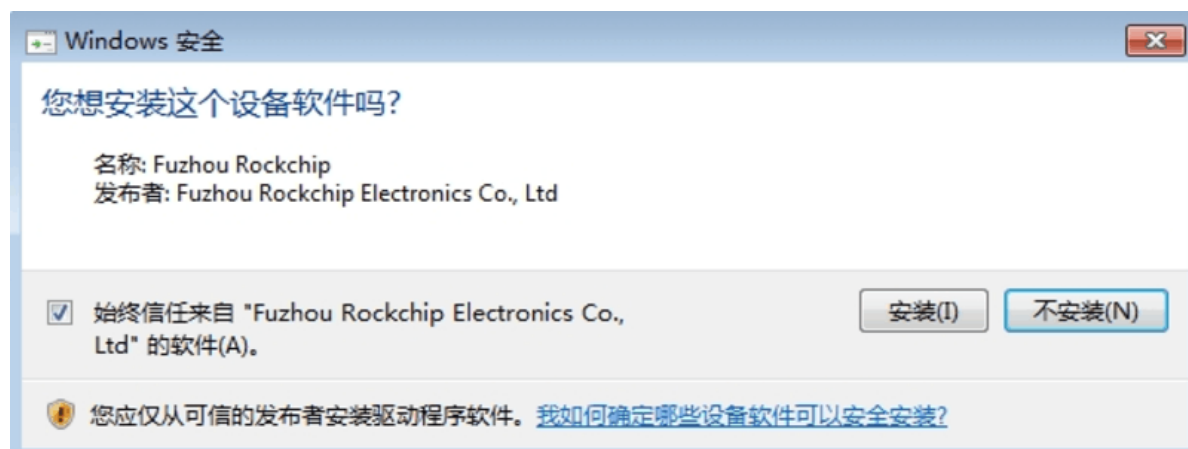 Windows 安全
您想安装这个设备软件吗?
名称: Fuzhou Rockchip
发布者: Fuzhou Rockchip Electronics Co., Ltd
始终信任来自 "Fuzhou Rockchip Electronics Co.,
Ltd" 的软件(A)。
安装(I)
不安装(N)
您应仅从可信的发布者安装驱动程序软件。我如何确定哪些设备软件可以安全安装?